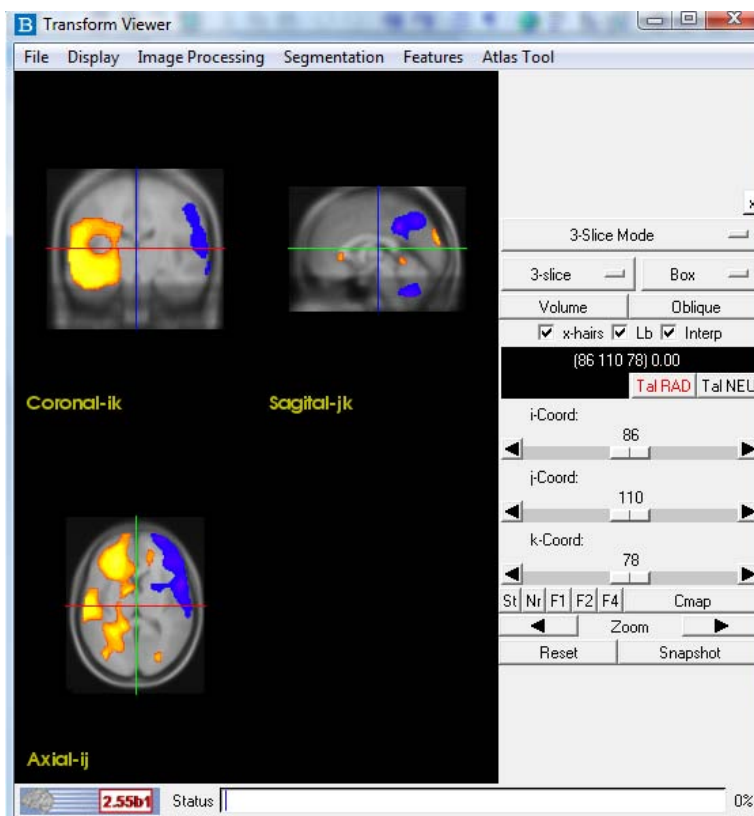 B Transform Viewer
File Display Image Processing Segmentation Features Atlas Tool
x
3-Slice Mode
3-slice Box
Volume Oblique
x-hairs Lb Interp
(86 110 78) 0.00
Tal RAD Tal NEU
Coronal-ik Sagital-jk
i-Coord:
86
j-Coord:
110
k-Coord:
78
St Nr F1 F2 F4 Cmap
Zoom
Reset Snapshot
Axial-ij
2.55b1 Status 0%